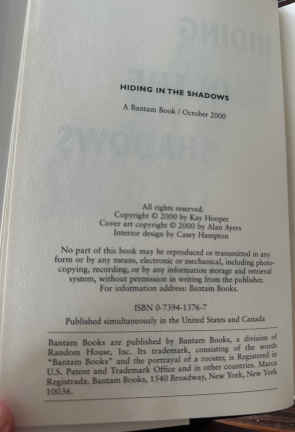 HIDING IN THE SHADOWS
A Bantam Book / October 2000
All rights reserved.
Copyright © 2000 by Kay Hooper
Cover art copyright © 2000 by Alan Ayers
Interior design by Casey Hampton
No part of this book may be reproduced or transmitted in any
form or by any means, electronic or mechanical, including photo-
copying, recording, or by any information storage and retrieval
system, without permission in writing from the publisher.
For information address: Bantam Books.
ISBN 0-7394-1376-7
Published simultaneously in the United States and Canada
Bantam Books are published by Bantam Books, a division of
Random House, Inc. Its trademark, consisting of the words
"Bantam Books" and the portrayal of a rooster, is Registered in
U.S. Patent and Trademark Office and in other countries. Marca
Registrada. Bantam Books, 1540 Broadway, New York, New York
10036.